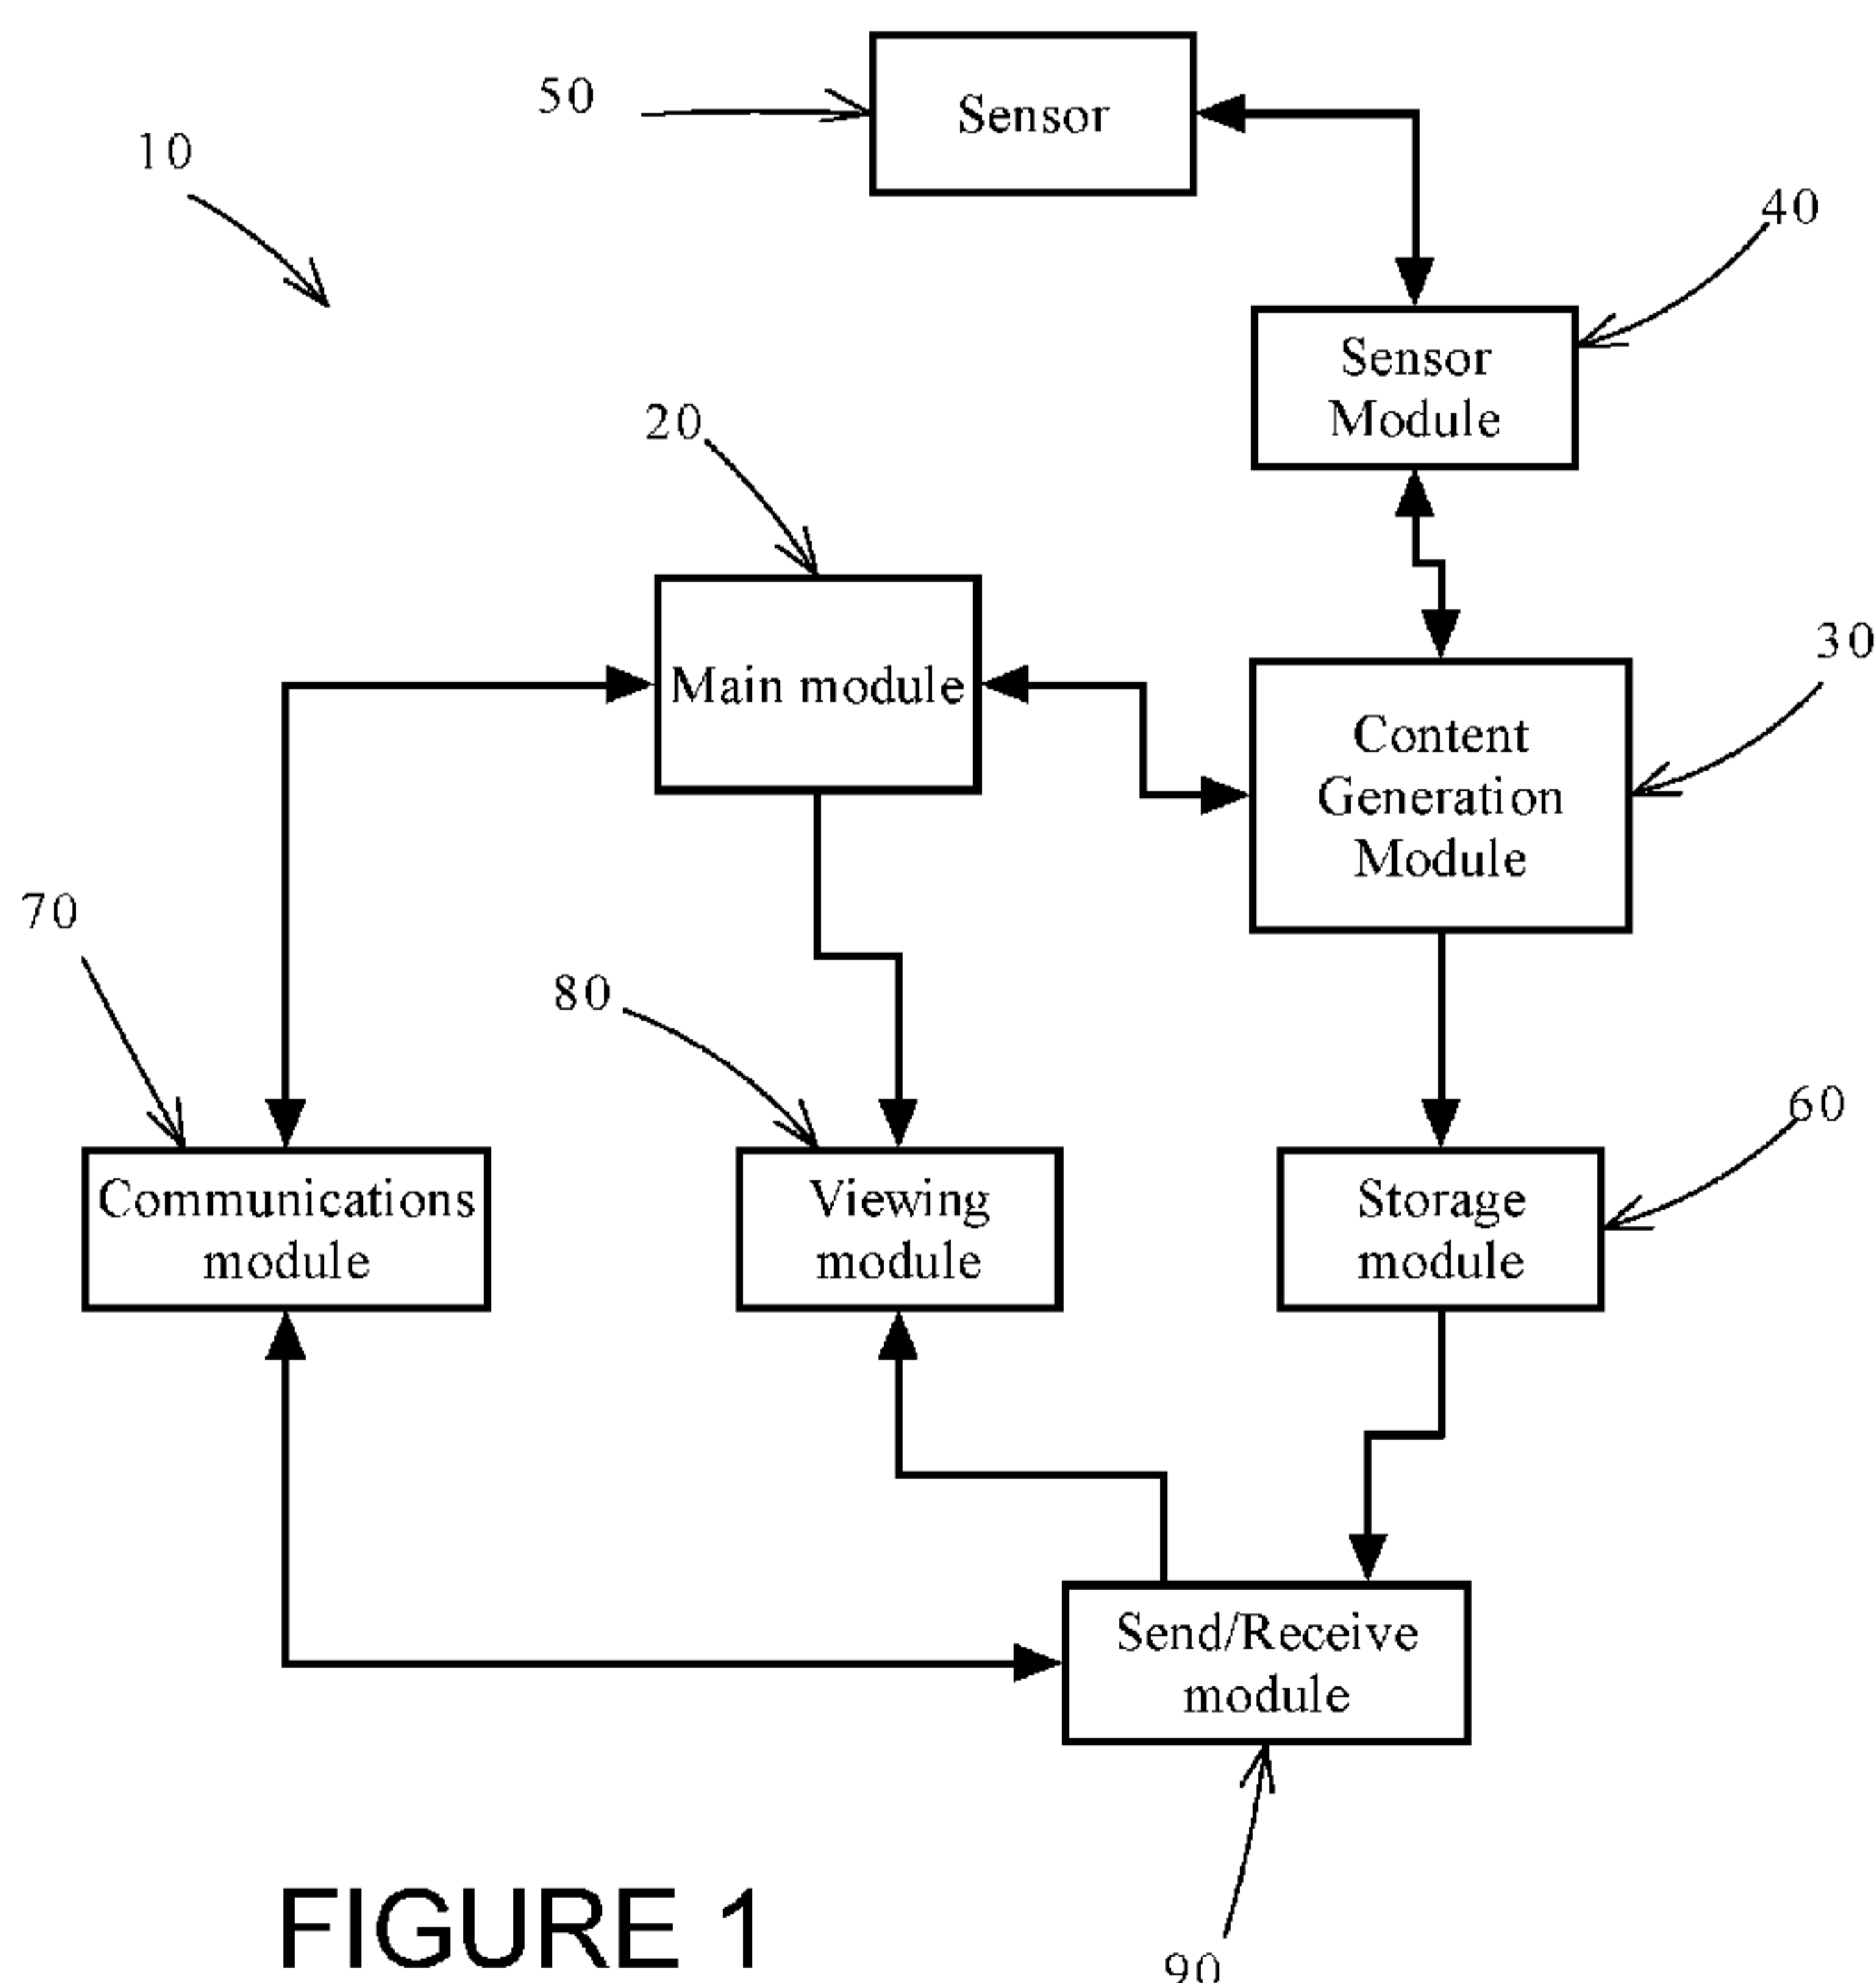 50
Sensor
10
40
Sensor
Module
20
30
Main module
Content
Generation
Module
70
80
60
Communications
module
Viewing
module
Storage
module
Send/Receive
module
FIGURE 1
90